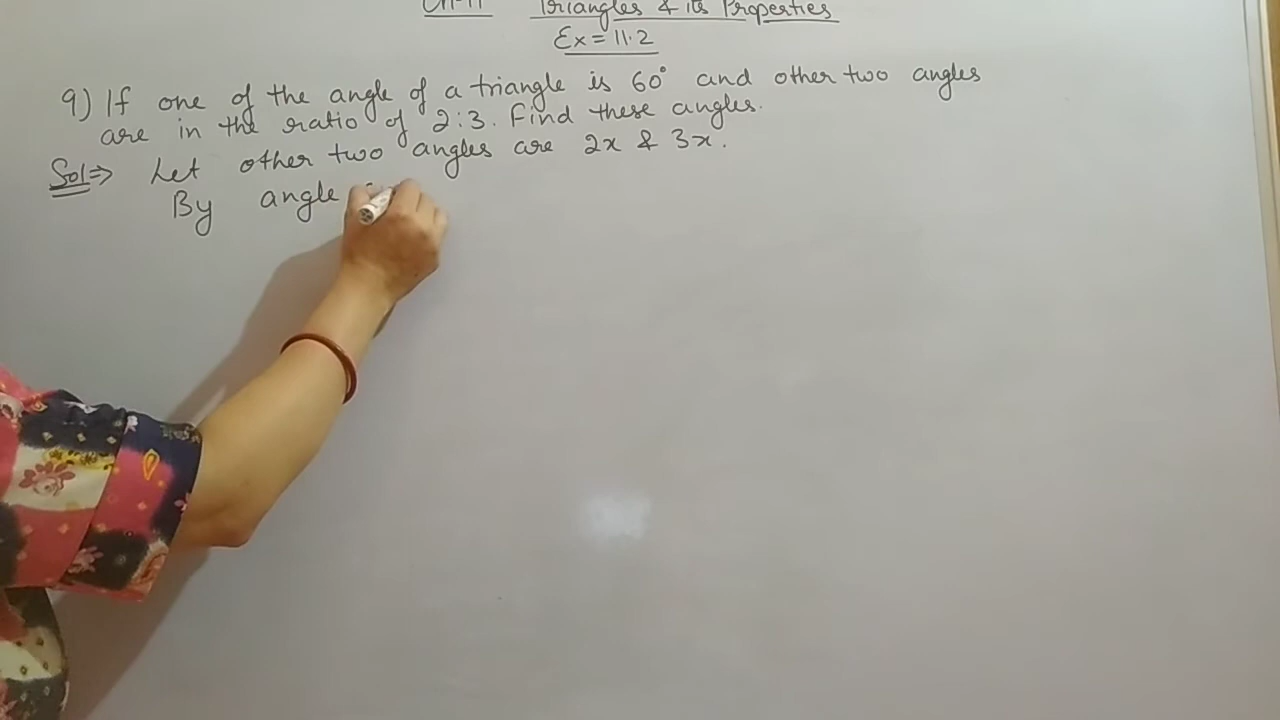 Triangles & its Properties
Ex = 11.2
9) If one of the angle of a triangle is 60° and other two angles
are in the ratio of 2:3. Find these angles.
Sol ⇒ Let other two angles are 2x & 3x.
By angle